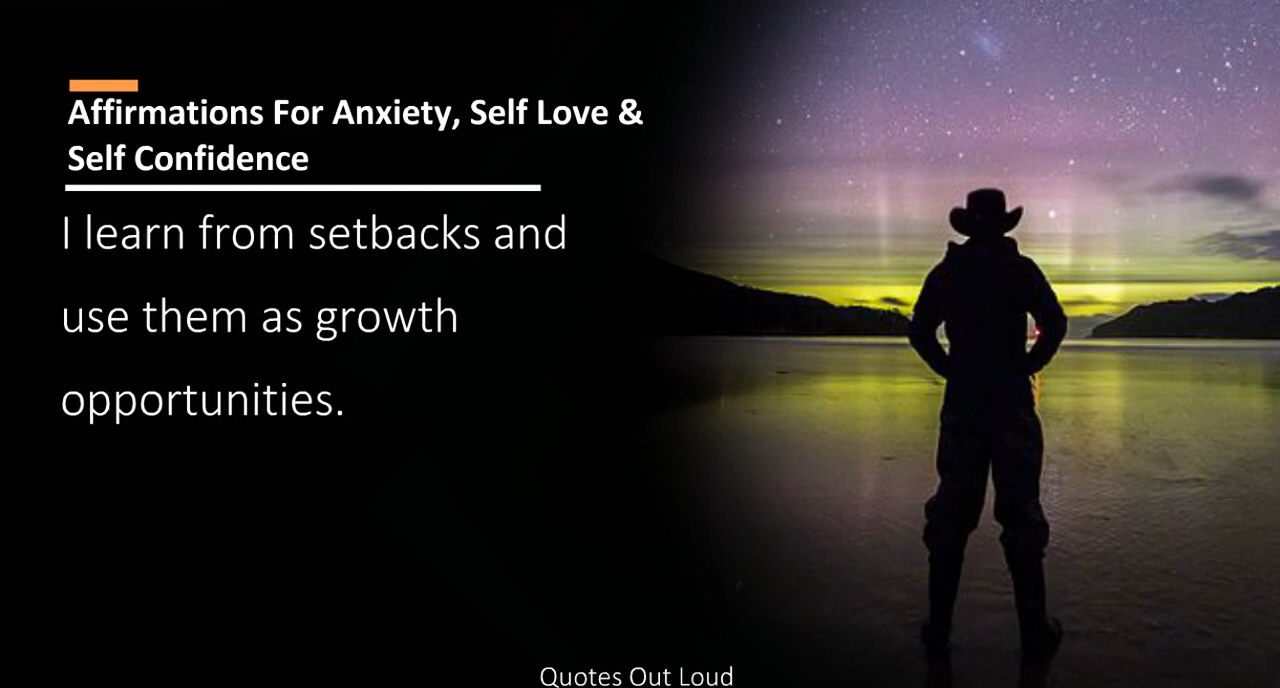 Affirmations For Anxiety, Self Love &
Self Confidence
I learn from setbacks and
use them as growth
opportunities.
Quotes Out Loud